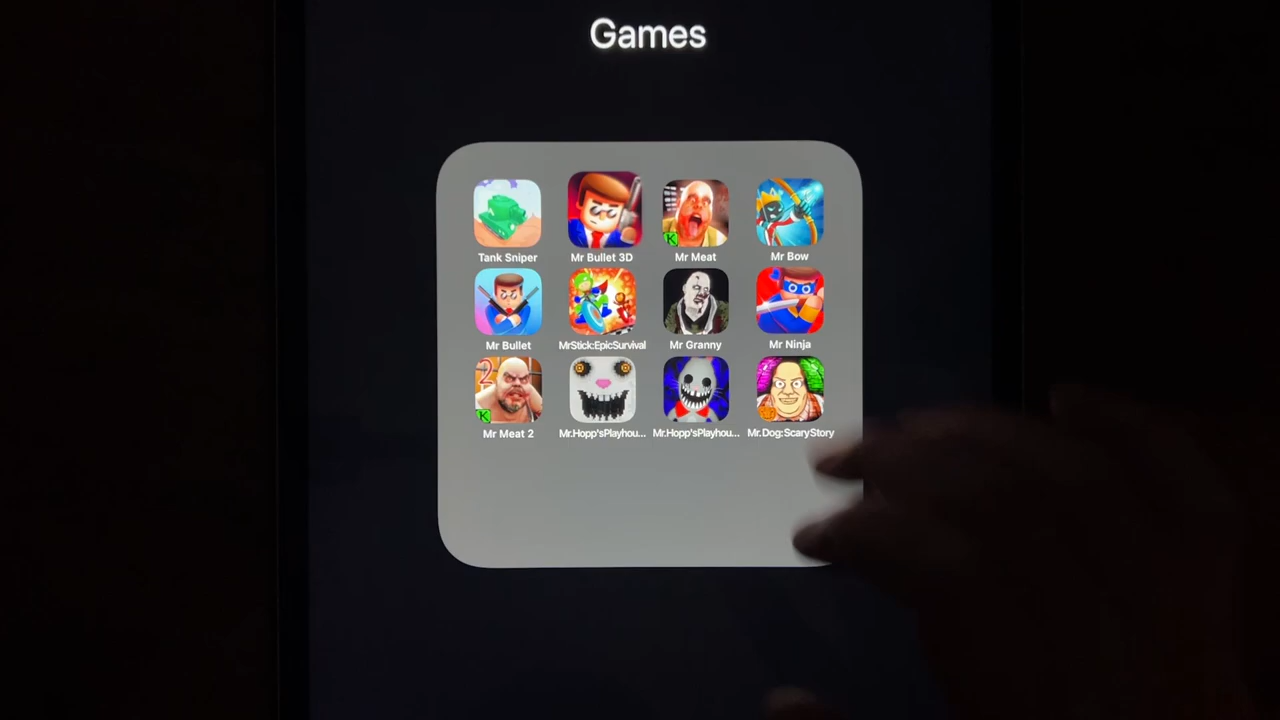 Games
Tank Sniper
Mr Bullet 3D
Mr Meat
Mr Bow
Mr Bullet
MrStick:EpicSurvival
Mr Granny
Mr Ninja
2
K
K
Mr Meat 2
Mr.Hopp'sPlayhou...
Mr.Hopp'sPlayhou...
Mr.Dog:ScaryStory